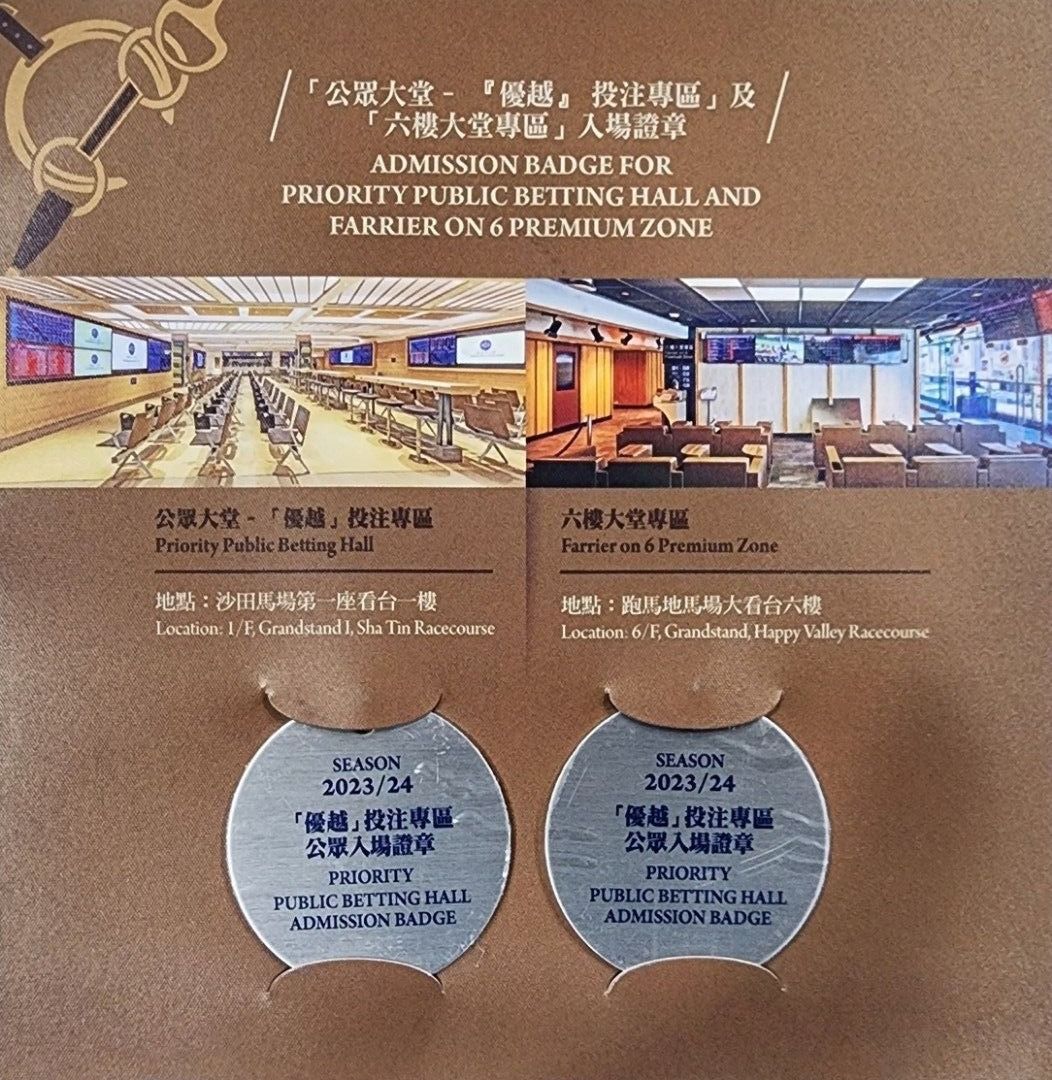 「公眾大堂 - 『優越』 投注專區」及
「六樓大堂專區」入場證章
ADMISSION BADGE FOR
PRIORITY PUBLIC BETTING HALL AND
FARRIER ON 6 PREMIUM ZONE
公眾大堂 - 「優越」投注專區
Priority Public Betting Hall
地點：沙田馬場第一座看台一樓
Location: 1/F, Grandstand I, Sha Tin Racecourse
六樓大堂專區
Farrier on 6 Premium Zone
地點：跑馬地馬場大看台六樓
Location: 6/F, Grandstand, Happy Valley Racecourse
SEASON
2023/24
「優越」投注專區
公眾入場證章
PRIORITY
PUBLIC BETTING HALL
ADMISSION BADGE
SEASON
2023/24
「優越」投注專區
公眾入場證章
PRIORITY
PUBLIC BETTING HALL
ADMISSION BADGE